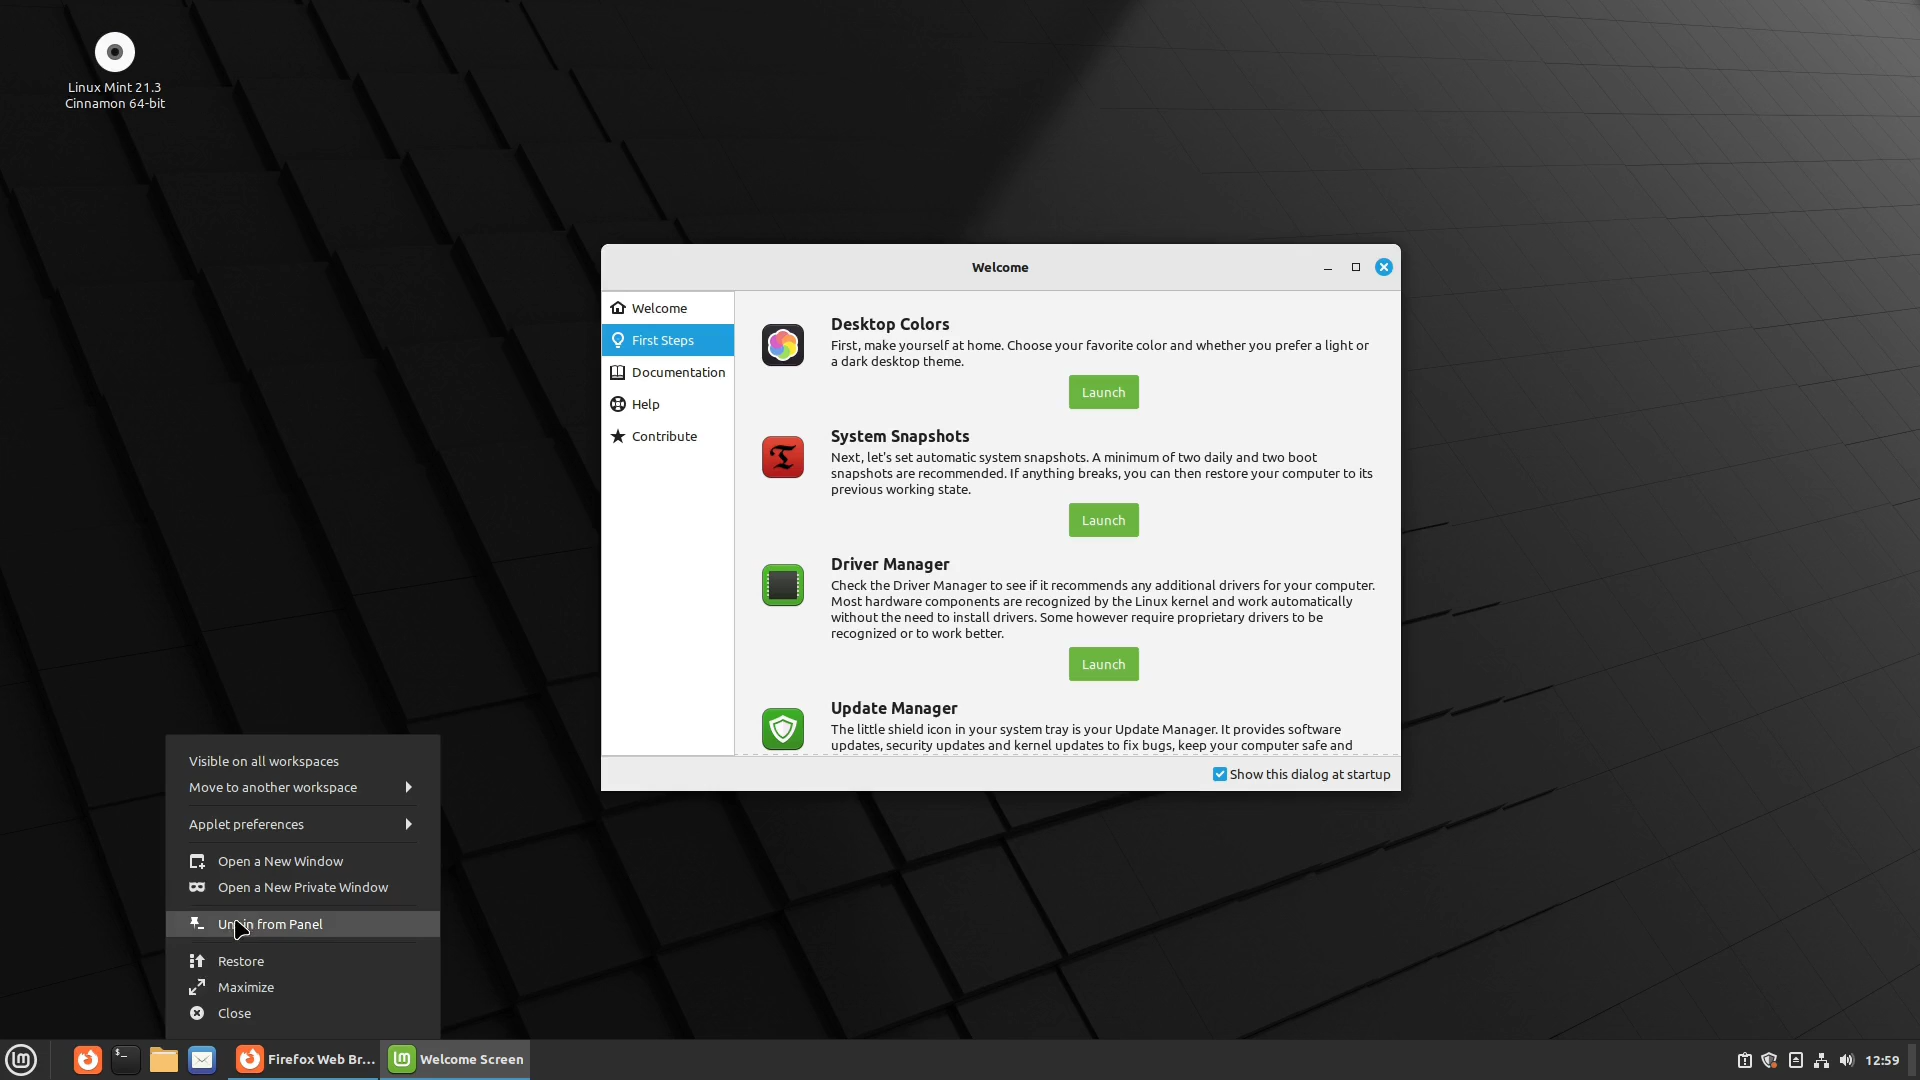 Linux Mint 21.3
Cinnamon 64-bit
Welcome
Welcome
First Steps
Documentation
Help
Contribute
Desktop Colors
First, make yourself at home. Choose your favorite color and whether you prefer a light or
a dark desktop theme.
Launch
System Snapshots
Next, let's set automatic system snapshots. A minimum of two daily and two boot
snapshots are recommended. If anything breaks, you can then restore your computer to its
previous working state.
Launch
Driver Manager
Check the Driver Manager to see if it recommends any additional drivers for your computer.
Most hardware components are recognized by the Linux kernel and work automatically
without the need to install drivers. Some however require proprietary drivers to be
recognized or to work better.
Launch
Update Manager
The little shield icon in your system tray is your Update Manager. It provides software
updates, security updates and kernel updates to fix bugs, keep your computer safe and
Show this dialog at startup
Visible on all workspaces
Move to another workspace
Applet preferences
Open a New Window
Open a New Private Window
Unpin from Panel
Restore
Maximize
Close
Firefox Web Br...
Welcome Screen
12:59